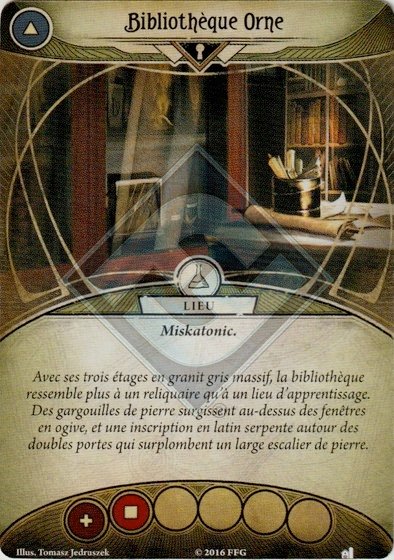 Bibliothèque Orne
LIEU
Miskatonic.
Avec ses trois étages en granit gris massif, la bibliothèque
ressemble plus à un reliquaire qu'à un lieu d'apprentissage.
Des gargouilles de pierre surgissent au-dessus des fenêtres
en ogive, et une inscription en latin serpente autour des
doubles portes qui surplombent un large escalier de pierre.
Illus. Tomasz Jedruszek
© 2016 FFG